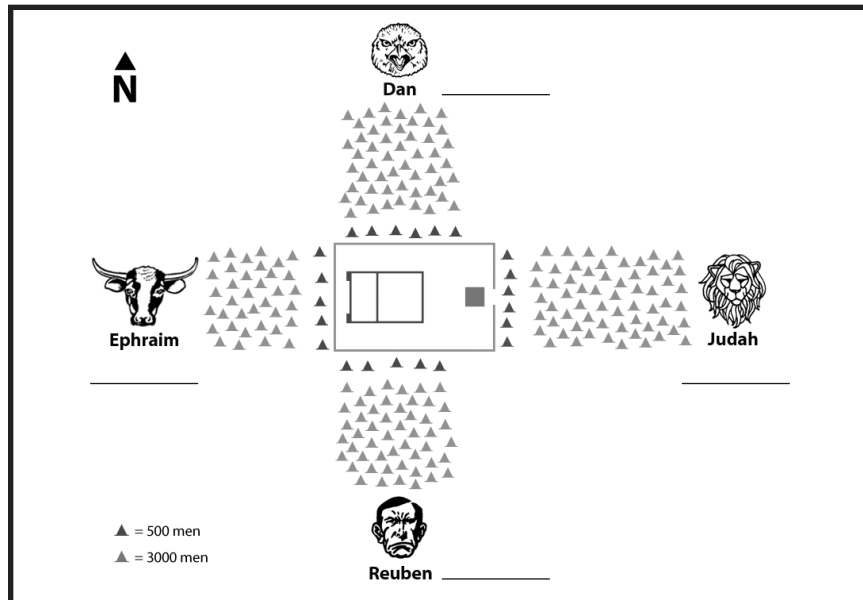 N
Dan
Ephraim
Judah
Reuben
= 500 men
= 3000 men